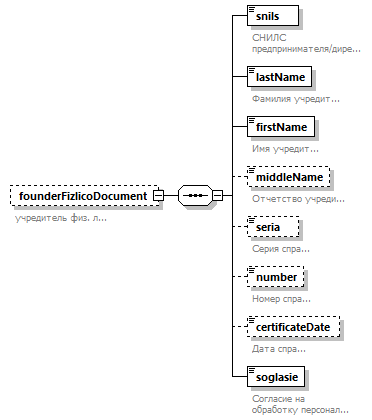 snils
СНИЛС
предпринимателя/дире...
lastName
Фамилия учредит...
firstName
Имя учредит...
middleName
Отчетство учреди...
founderFizlicoDocument
учредитель физ. л...
seria
Серия спра...
number
Номер спра...
certificateDate
Дата спра...
soglasie
Согласие на
обработку персонал...